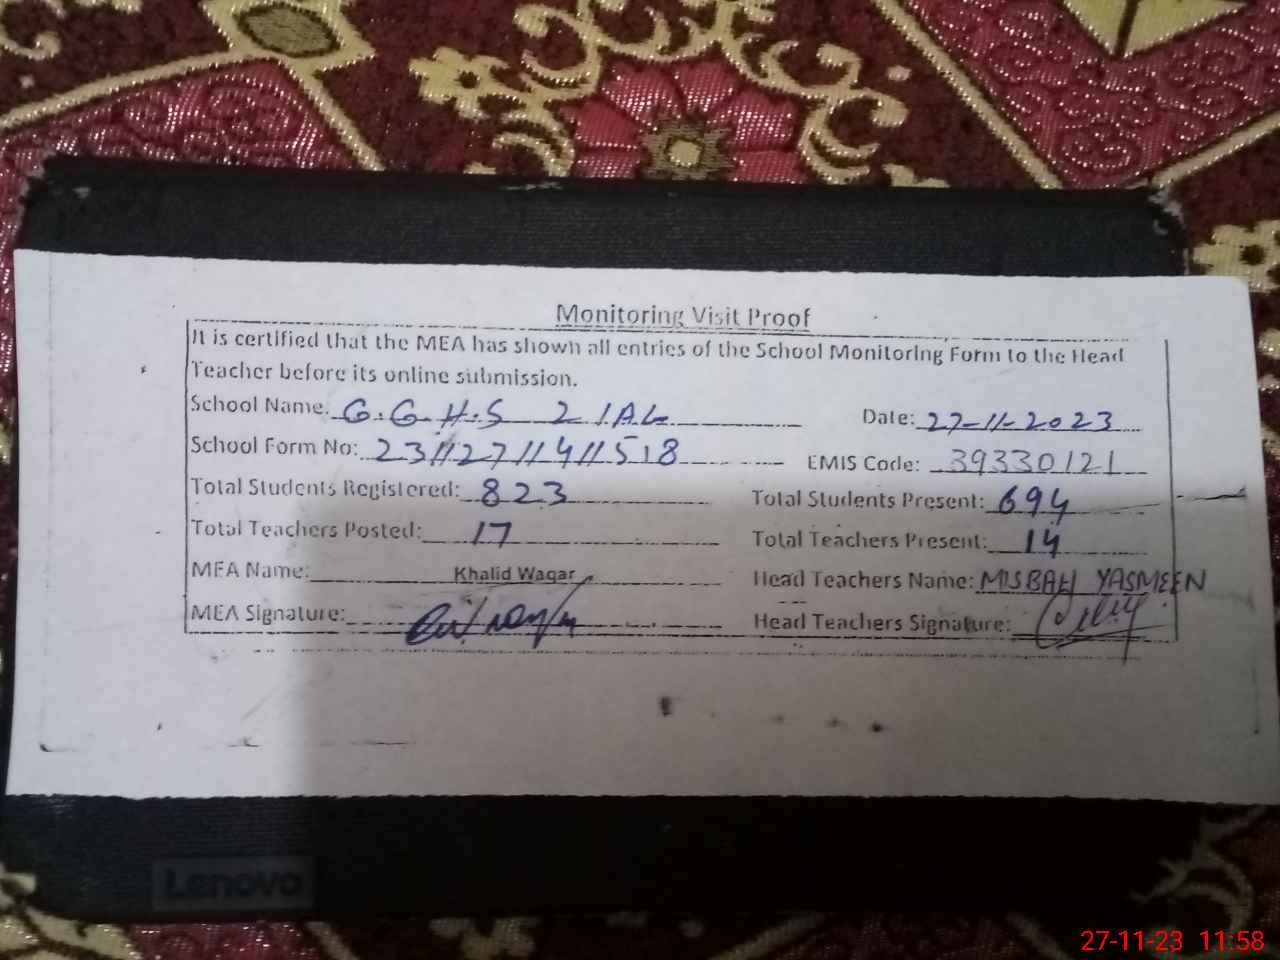 Monitoring Visit Proof
It is certified that the MEA has shown all entries of the School Monitoring Form to the Head
Teacher before its online submission.
School Name: G.G.H.S 2 1AL Date: 27-11-2023
School Form No: 23//27//4//518 EMIS Code: 39330121
Total Students Registered: 823 Total Students Present: 694
Total Teachers Posted: 17 Total Teachers Present: 14
MEA Name: Khalid Waqar Head Teachers Name: MISBAH YASMEEN
MEA Signature: Head Teachers Signature:
Lenovo
27-11-23 11:58